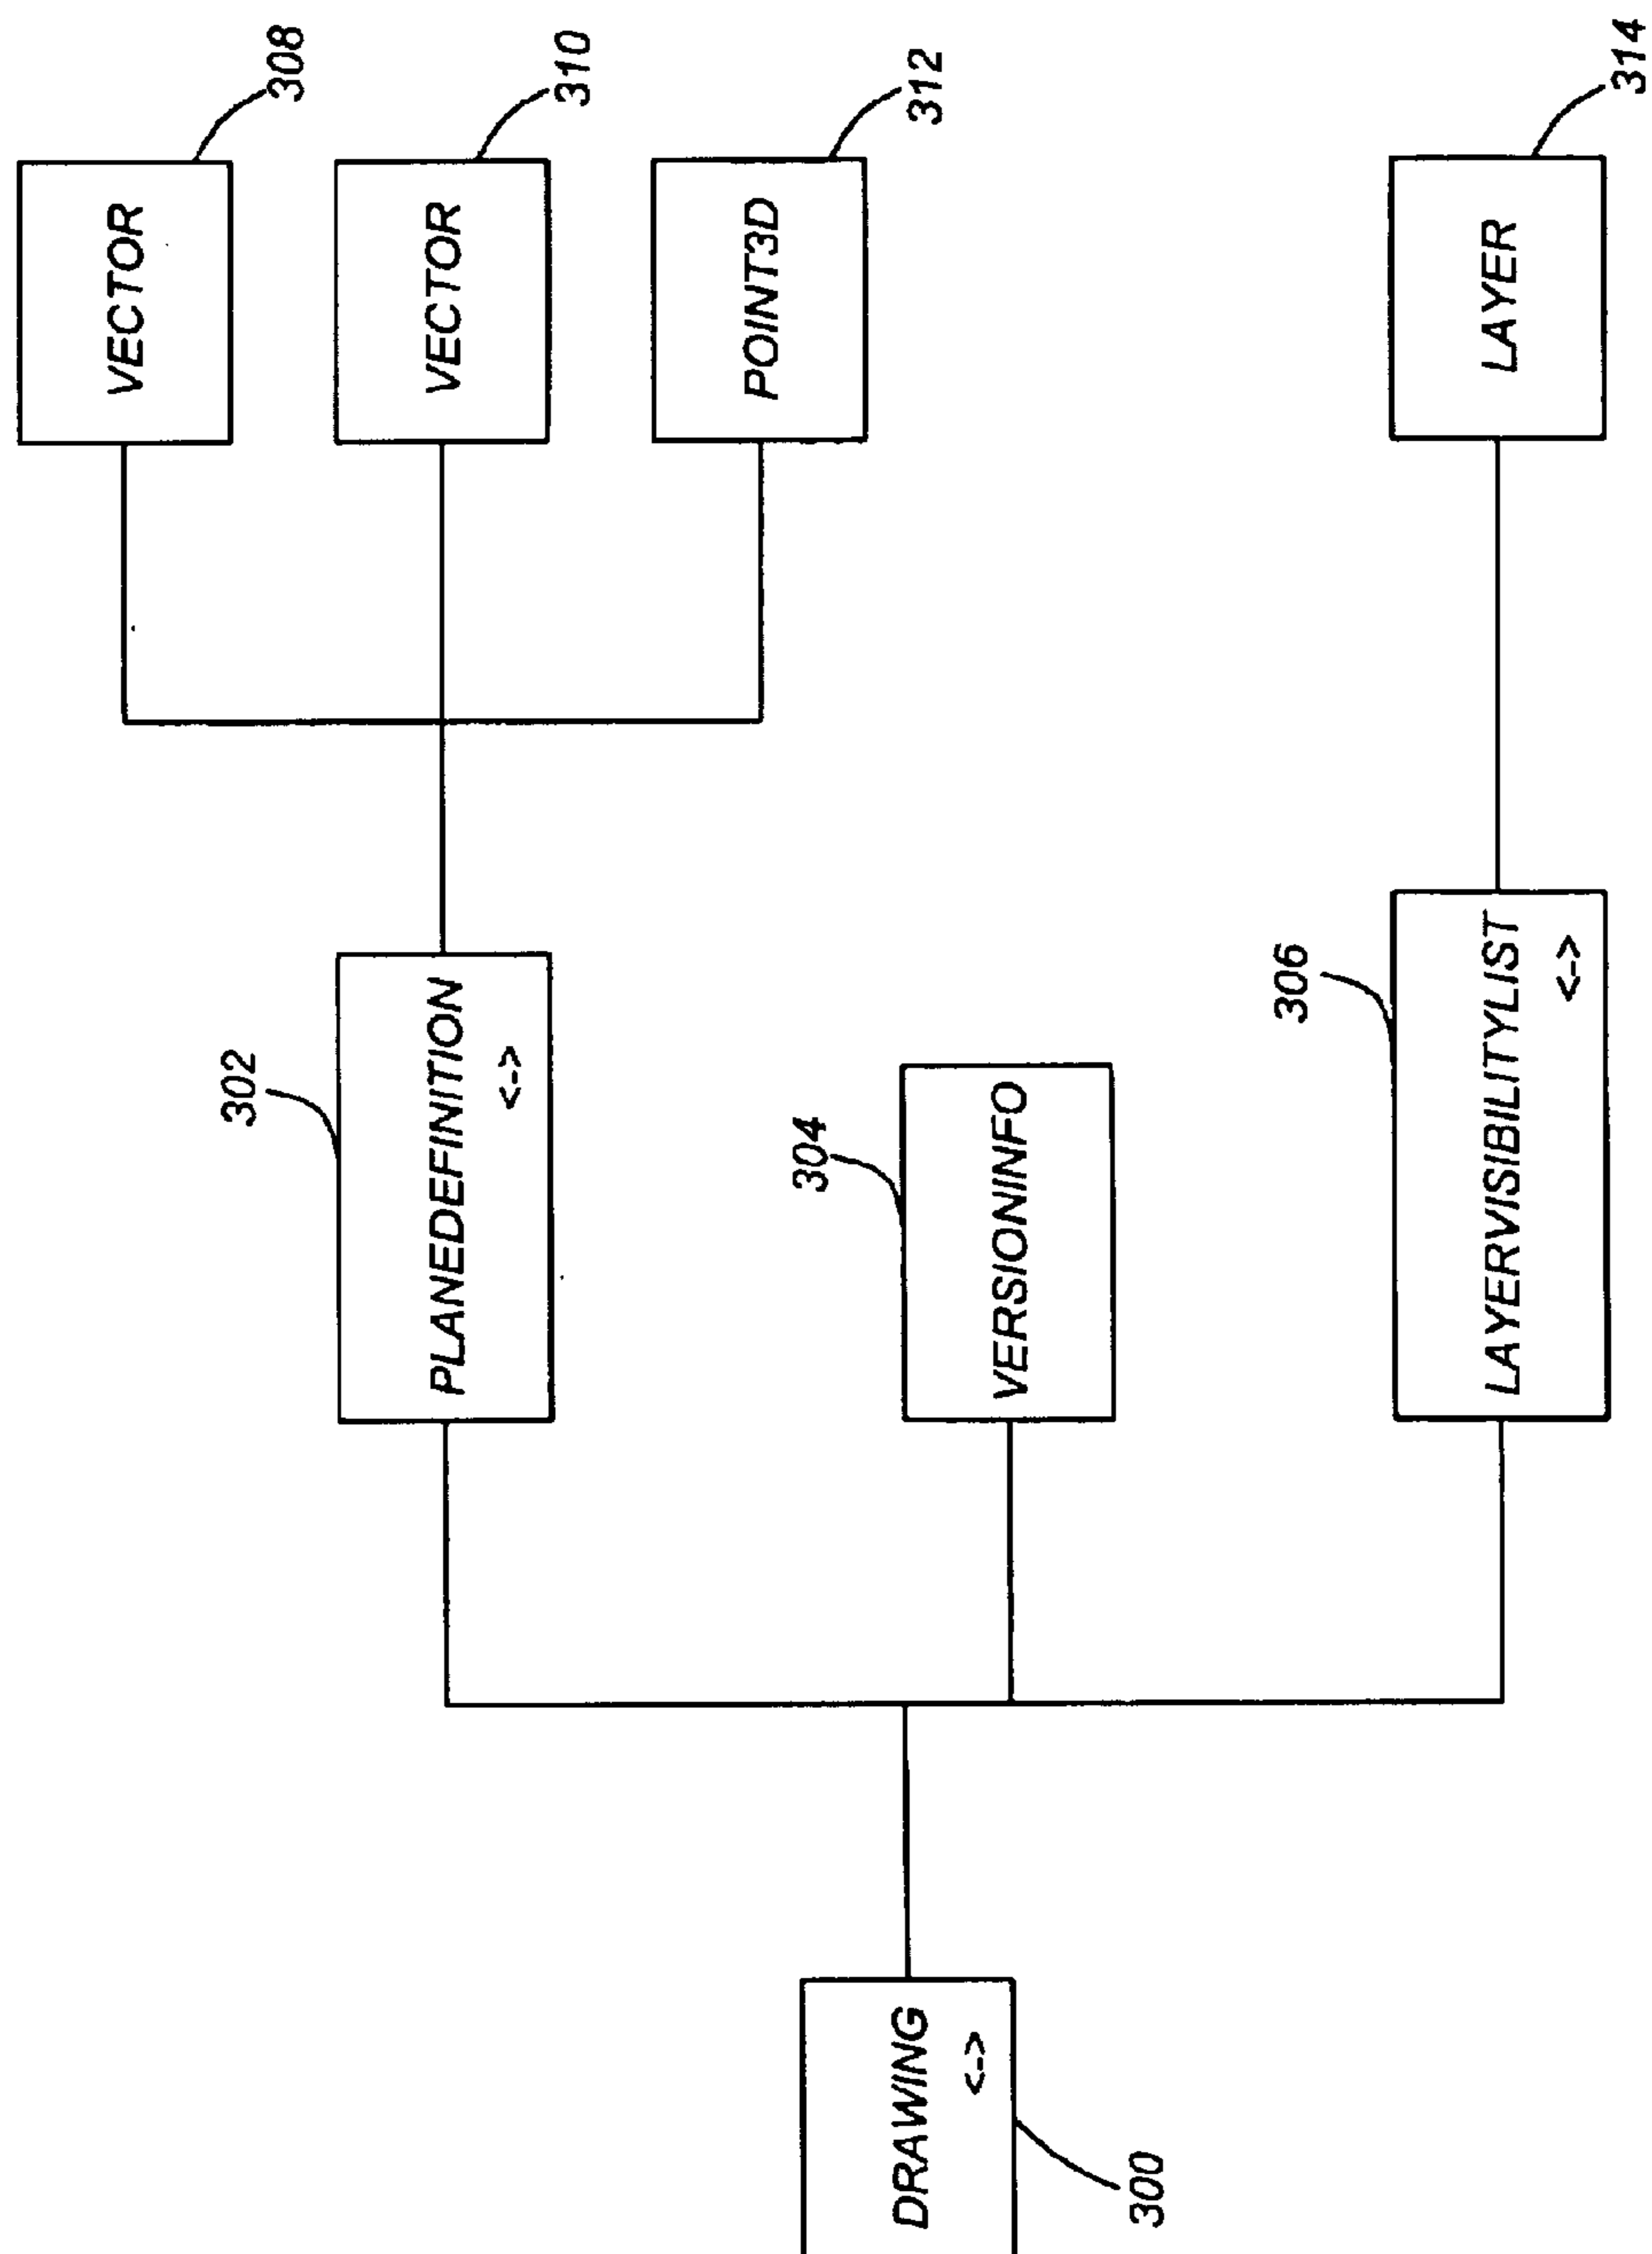 DRAWING
<->
300
302
PLANEDEFINITION
<->
304
VERSIONINFO
306
LAYERVISIBILITYLIST
<->
VECTOR
308
VECTOR
310
POINT3D
312
LAYER
314